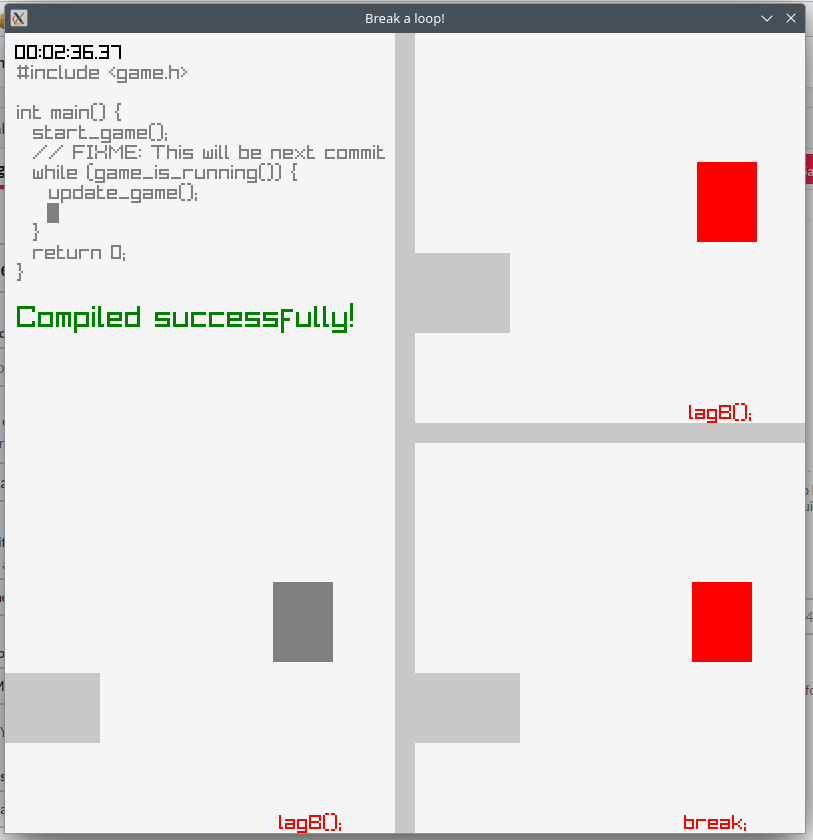 Break a loop!
00:02:36.37
#include <game.h>
int main() {
start_game();
// FIXME: This will be next commit
while (game_is_running()) {
update_game();
}
return 0;
}
Compiled successfully!
lagB();
lagB();
break;